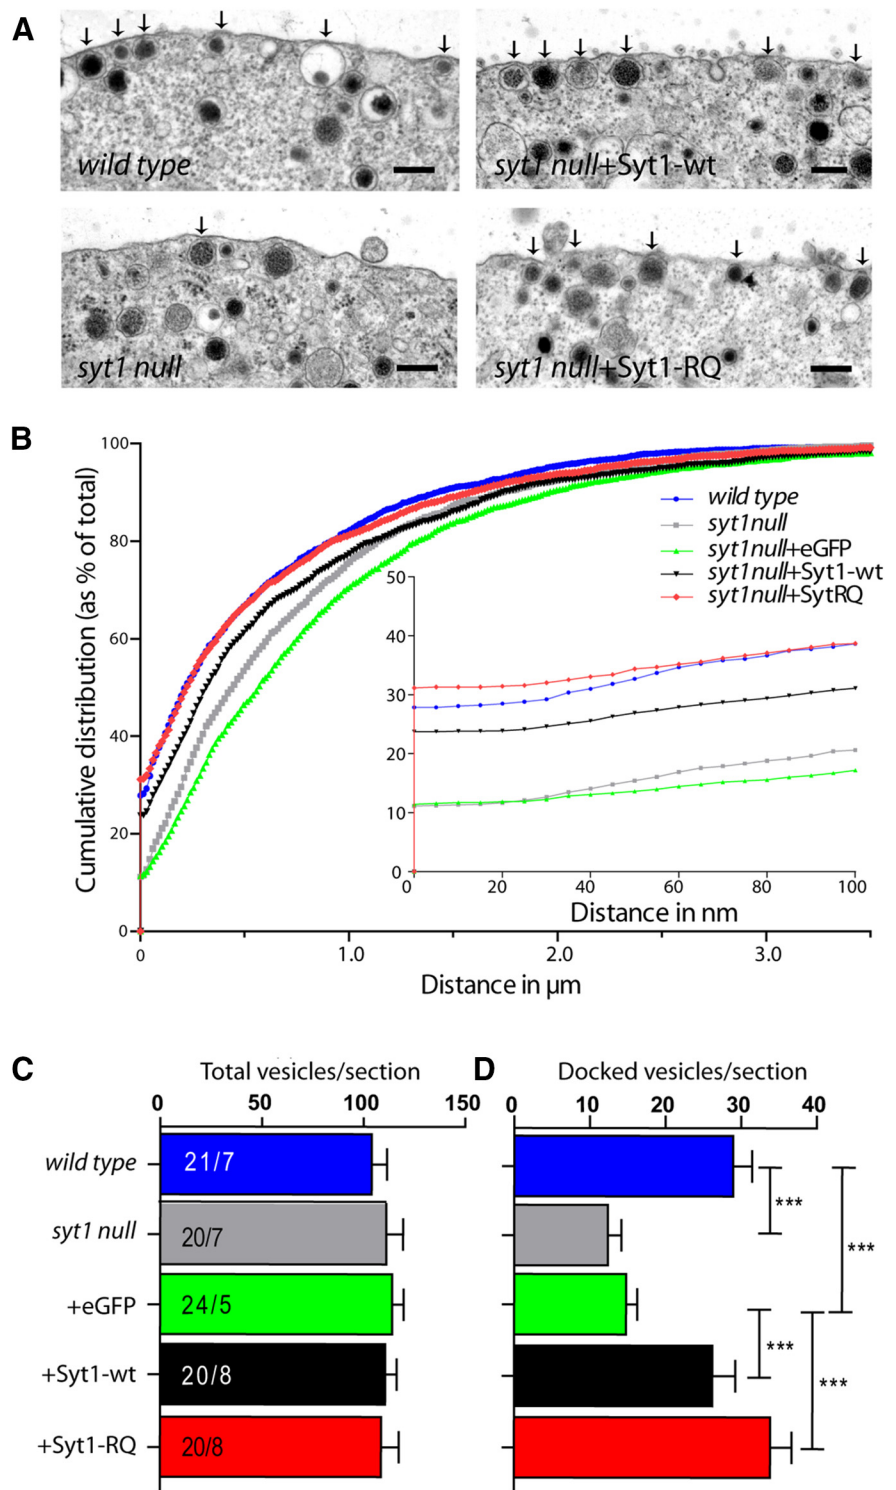 A
wild type
syt1 null+Syt1-wt
syt1 null
syt1 null+Syt1-RQ
B
Cumulative distribution (as % of total)
100
80
60
40
20
0
0
1.0
2.0
3.0
Distance in µm
wild type
syt1null
syt1null+eGFP
syt1null+Syt1-wt
syt1null+SytRQ
50
40
30
20
10
0
0
20
40
60
80
100
Distance in nm
C
Total vesicles/section
0
50
100
150
wild type
21/7
syt1 null
20/7
+eGFP
24/5
+Syt1-wt
20/8
+Syt1-RQ
20/8
D
Docked vesicles/section
0
10
20
30
40
***
***
***
***